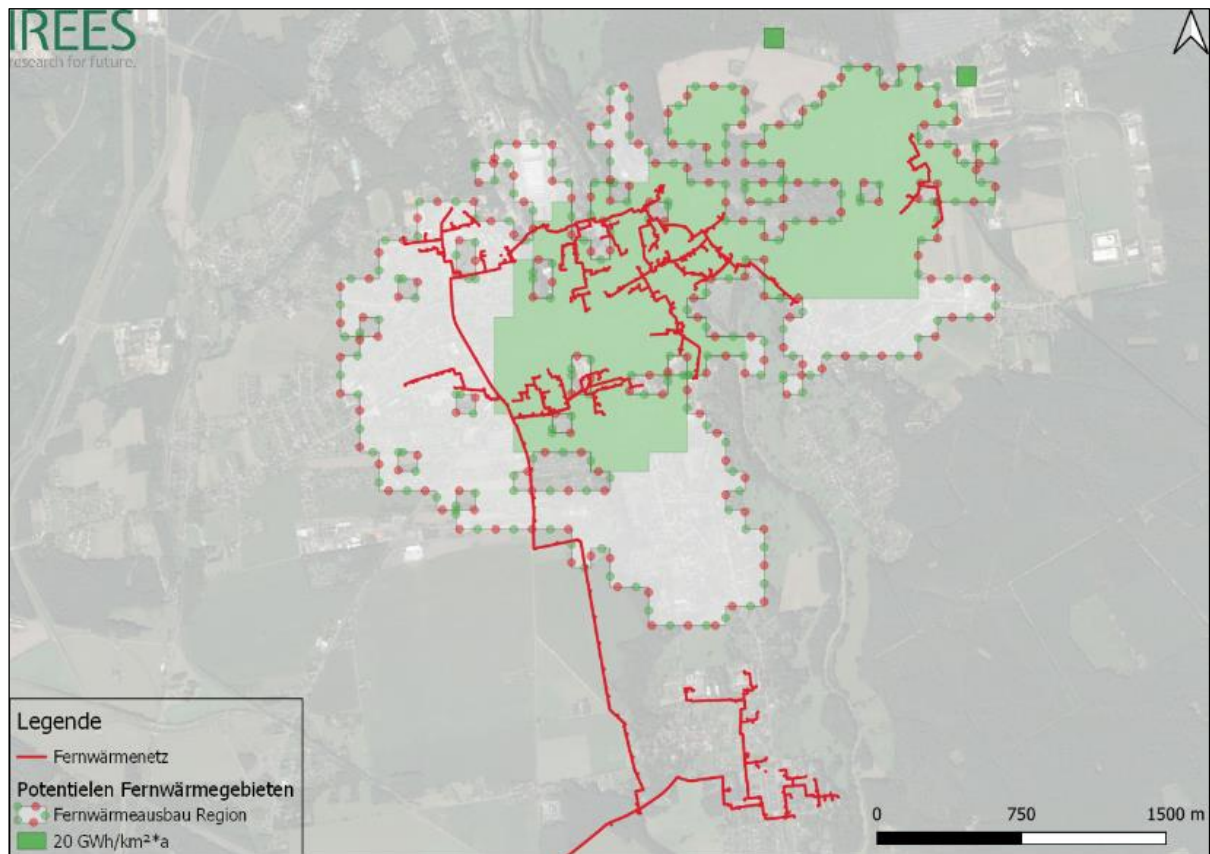 IREES
research for future.
Legende
Fernwärmenetz
Potentielen Fernwärmegebieten
Fernwärmeausbau Region
20 GWh/km²*a
0 750 1500 m